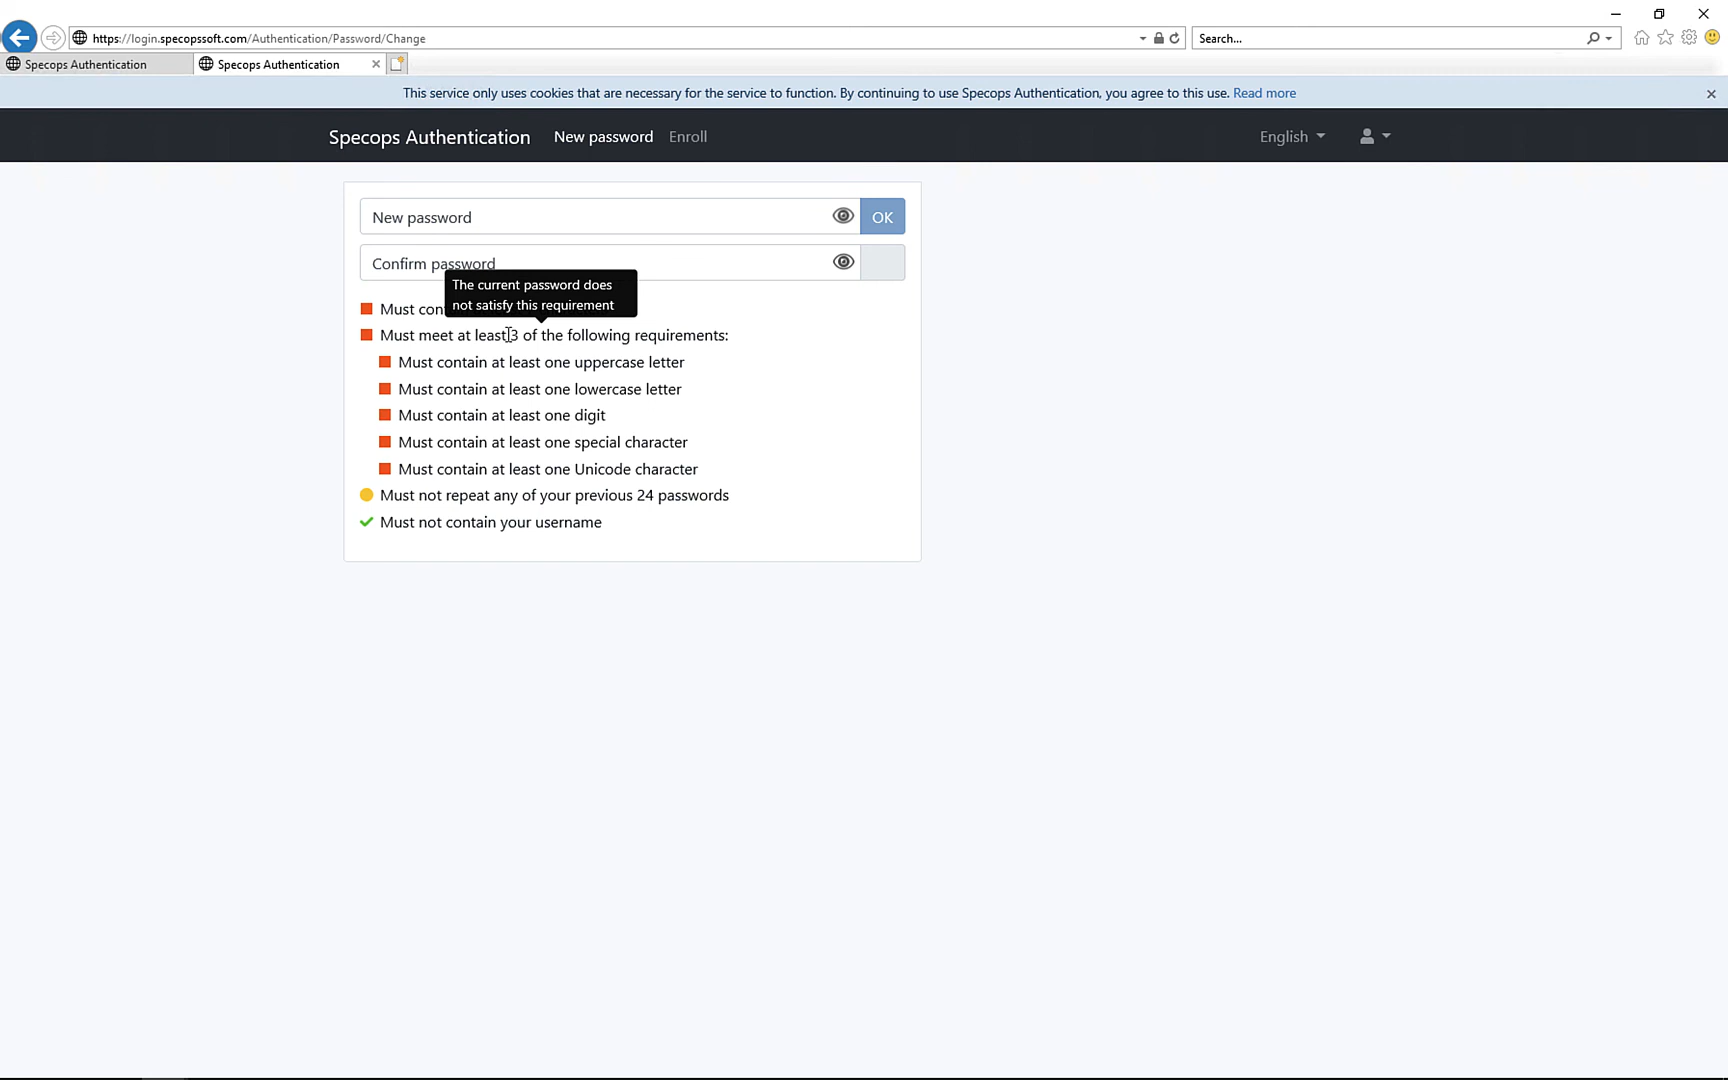 https://login.specopssoft.com/Authentication/Password/Change
Search...
Specops Authentication
Specops Authentication
This service only uses cookies that are necessary for the service to function. By continuing to use Specops Authentication, you agree to this use. Read more
Specops Authentication New password Enroll English
New password OK
Confirm password
The current password does
not satisfy this requirement
Must
Must meet at least 3 of the following requirements:
Must contain at least one uppercase letter
Must contain at least one lowercase letter
Must contain at least one digit
Must contain at least one special character
Must contain at least one Unicode character
Must not repeat any of your previous 24 passwords
Must not contain your username